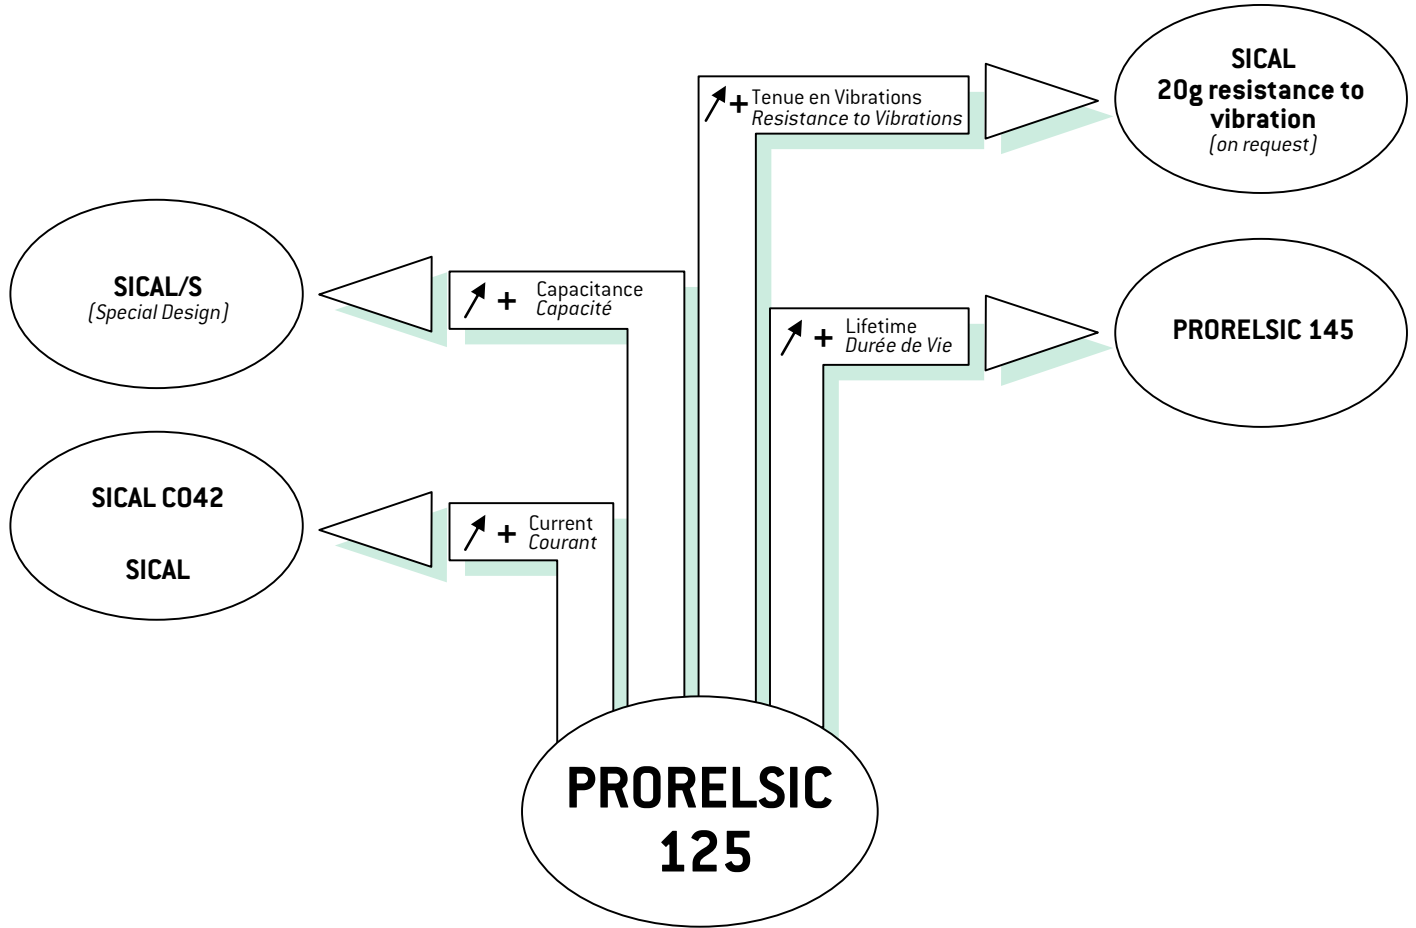 SICAL
20g resistance to
vibration
(on request)
+ Tenue en Vibrations
Resistance to Vibrations
SICAL/S
(Special Design)
+ Capacitance
Capacité
+ Lifetime
Durée de Vie
PRORELSIC 145
SICAL CO42
SICAL
+ Current
Courant
PRORELSIC
125